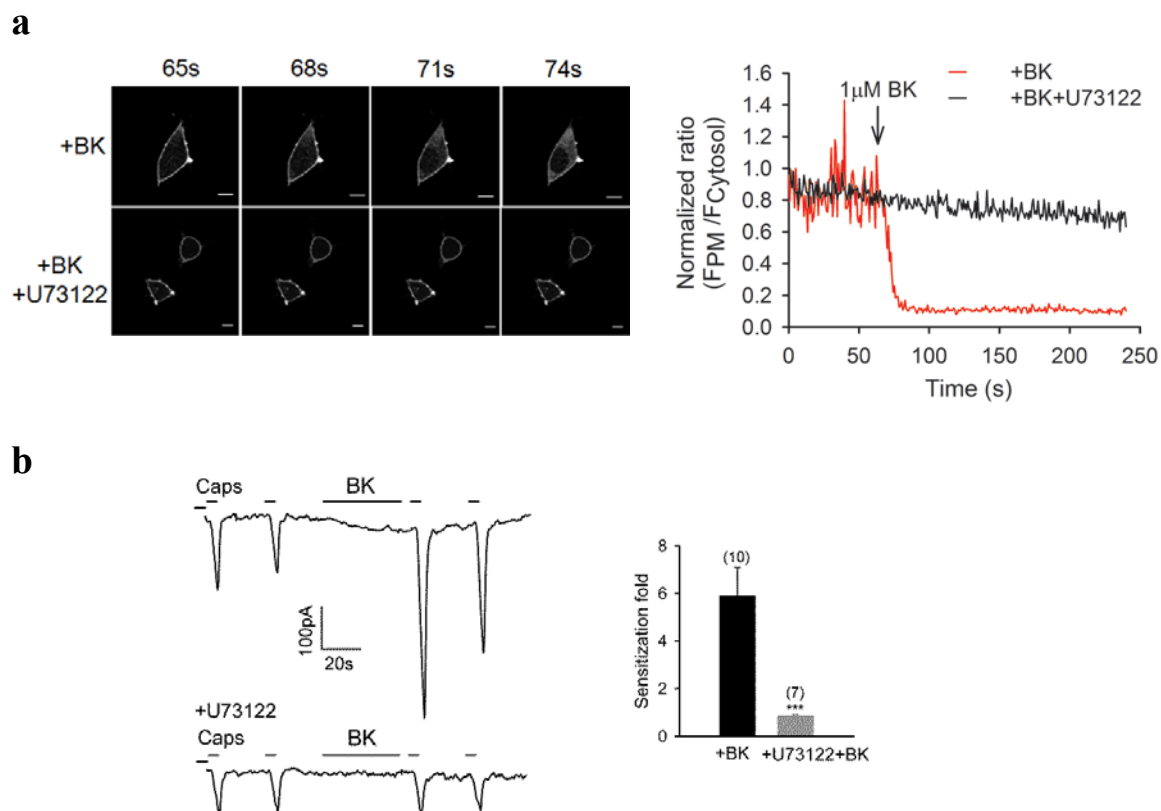 a
65s 68s 71s 74s
+BK
+BK
+U73122
Normalized ratio
(FPM/FCytosol)
1.6
1.4
1.2
1.0
0.8
0.6
0.4
0.2
0.0
1µM BK
+BK
+BK+U73122
0 50 100 150 200 250
Time (s)
b
Caps BK
100pA
20s
+U73122
Caps BK
Sensitization fold
8
6
4
2
0
(10)
(7)
***
+BK +U73122+BK